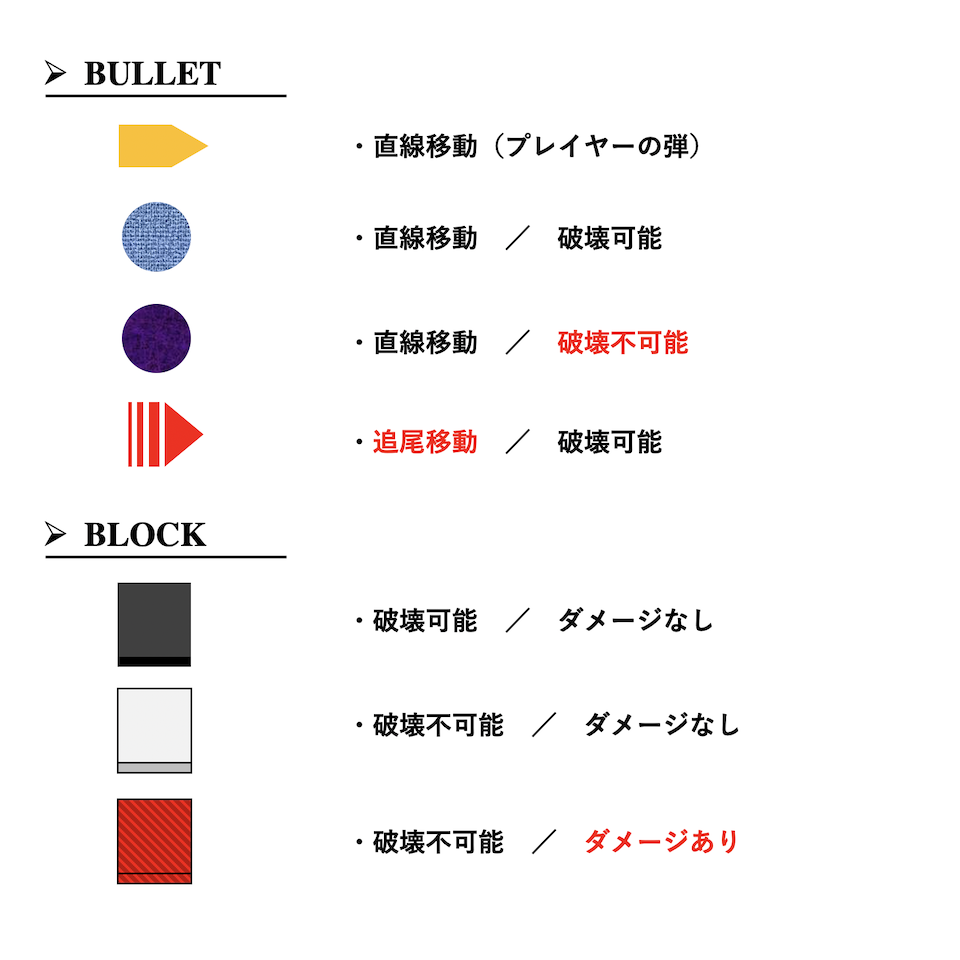 ➢ BULLET
・直線移動（プレイヤーの弾）
・直線移動　／　破壊可能
・直線移動　／　破壊不可能
・追尾移動　／　破壊可能
➢ BLOCK
・破壊可能　／　ダメージなし
・破壊不可能　／　ダメージなし
・破壊不可能　／　ダメージあり